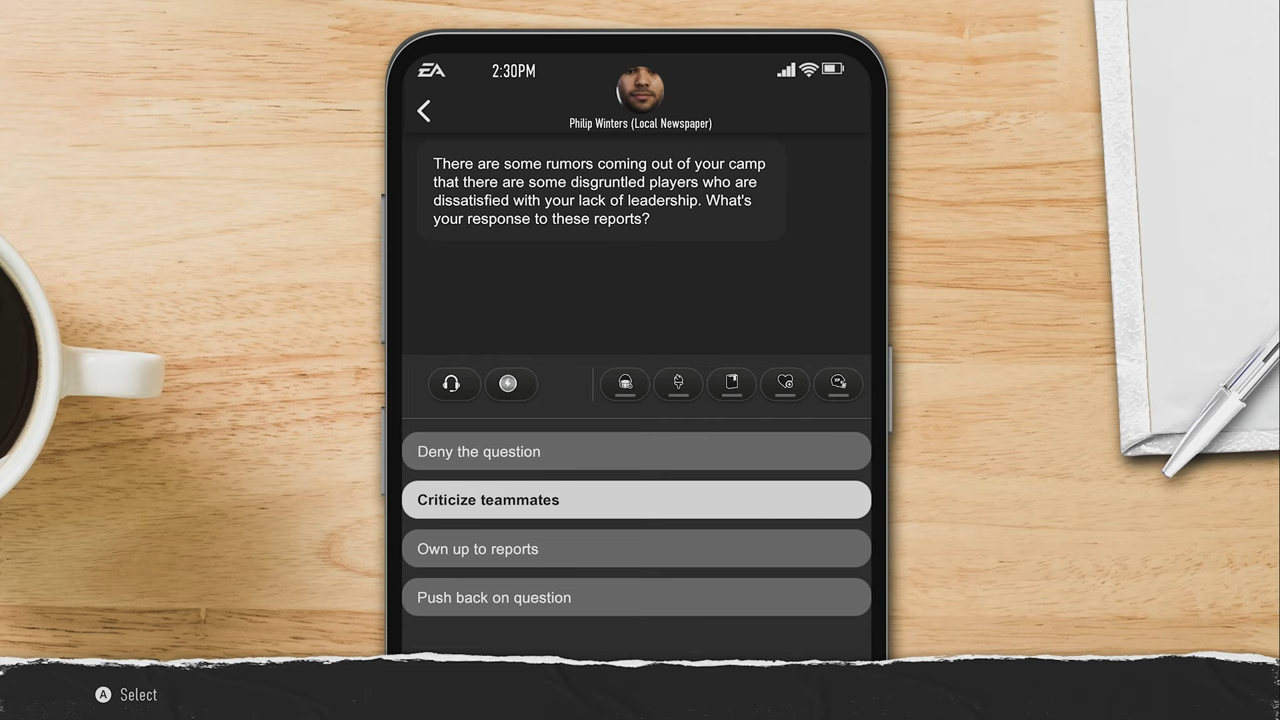 EA
2:30PM
Philip Winters (Local Newspaper)
There are some rumors coming out of your camp
that there are some disgruntled players who are
dissatisfied with your lack of leadership. What's
your response to these reports?
Deny the question
Criticize teammates
Own up to reports
Push back on question
A Select